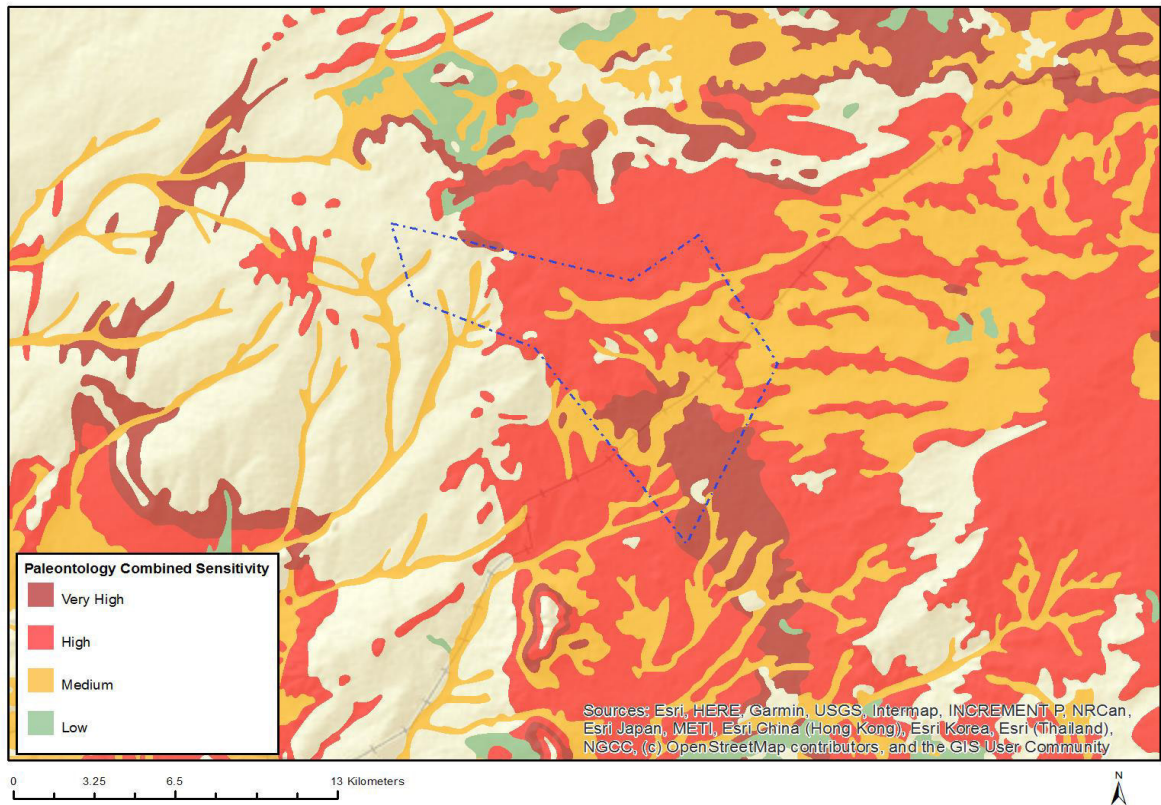 Paleontology Combined Sensitivity
Very High
High
Medium
Low
Sources: Esri, HERE, Garmin, USGS, Intermap, INCREMENT P, NRCan,
Esri Japan, METI, Esri China (Hong Kong), Esri Korea, Esri (Thailand),
NGCC, (c) OpenStreetMap contributors, and the GIS User Community
0 3.25 6.5 13 Kilometers
N